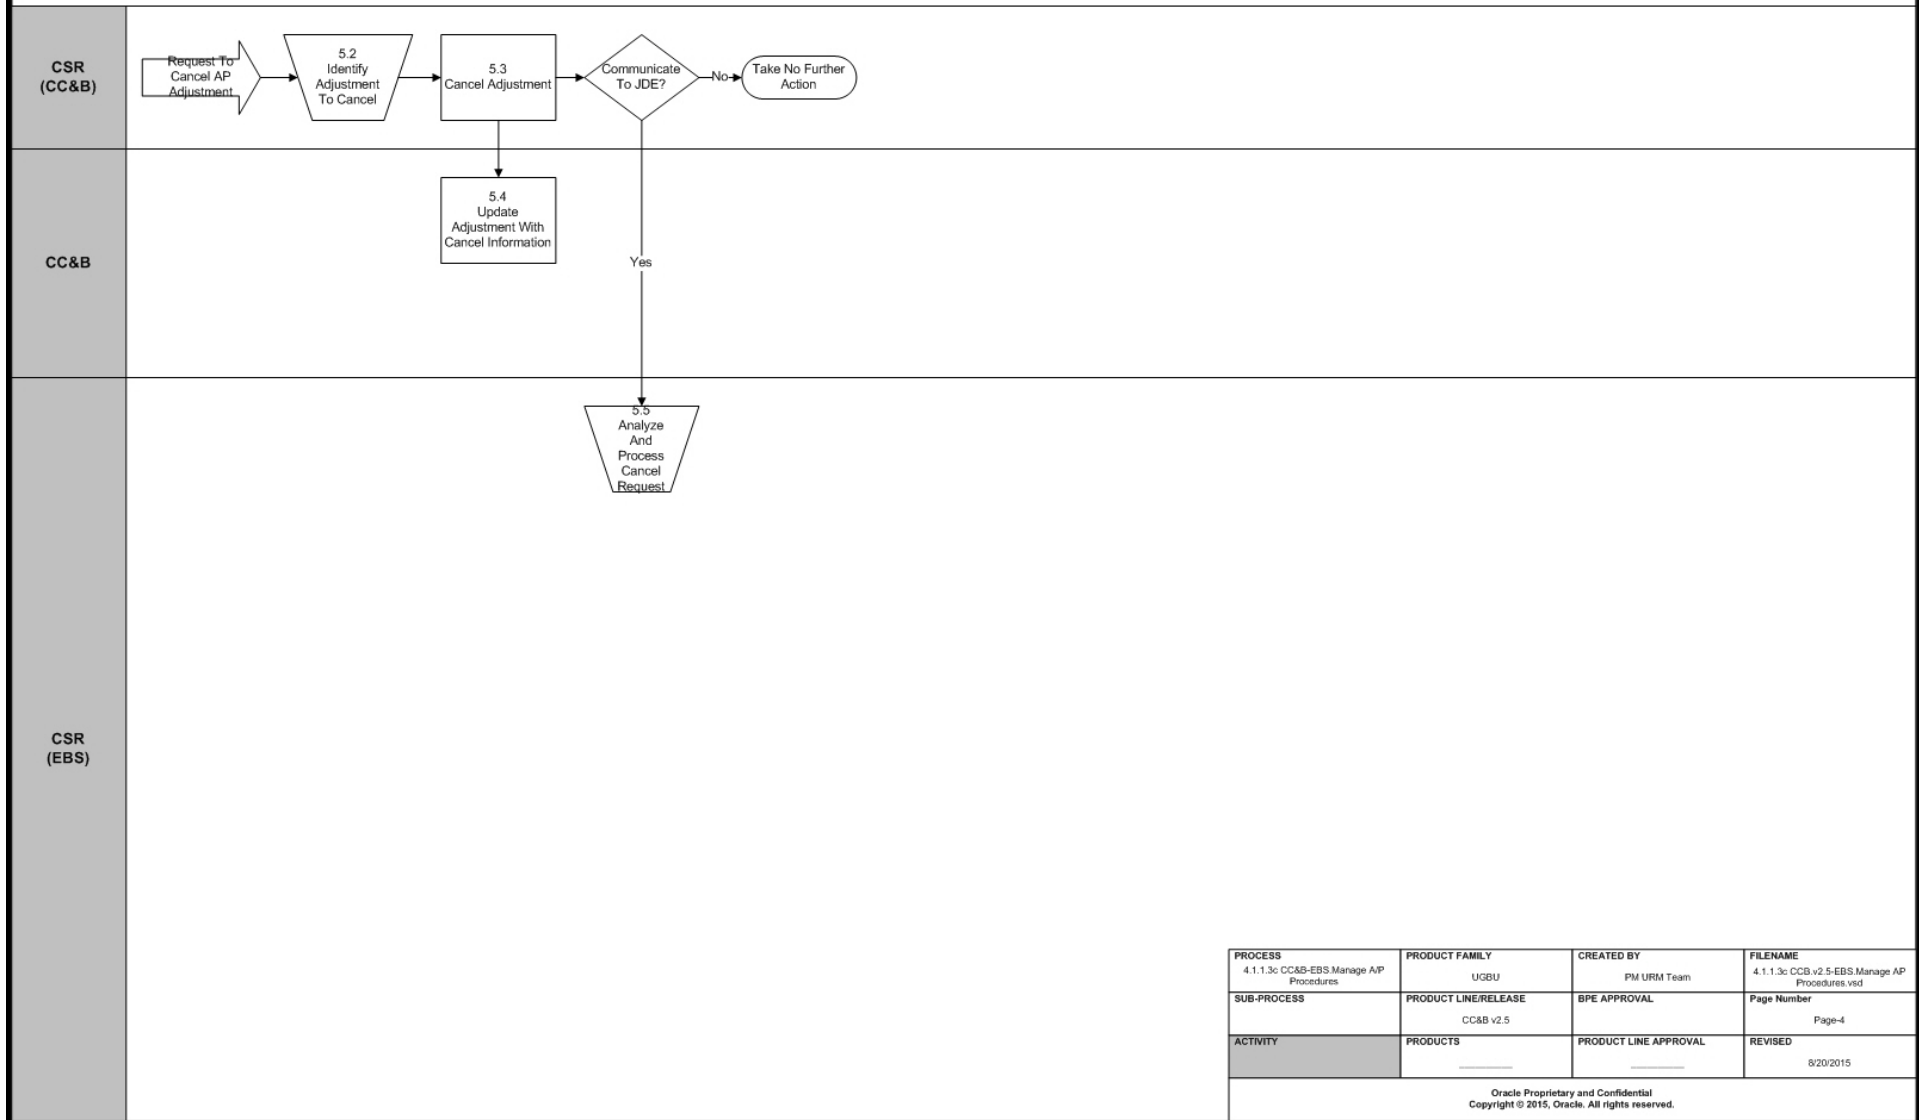 CSR
(CC&B)
Request To
Cancel AP
Adjustment
5.2
Identify
Adjustment
To Cancel
5.3
Cancel Adjustment
Communicate
To JDE?
No
Take No Further
Action
CC&B
5.4
Update
Adjustment With
Cancel Information
Yes
CSR
(EBS)
5.5
Analyze
And
Process
Cancel
Request
PROCESS
4.1.1.3c CC&B-EBS.Manage A/P
Procedures
PRODUCT FAMILY
UGBU
CREATED BY
PM URM Team
FILENAME
4.1.1.3c CCB.v2.5-EBS.Manage AP
Procedures.vsd
SUB-PROCESS
PRODUCT LINE/RELEASE
CC&B v2.5
BPE APPROVAL
Page Number
Page-4
ACTIVITY
PRODUCTS
PRODUCT LINE APPROVAL
REVISED
8/20/2015
Oracle Proprietary and Confidential
Copyright © 2015, Oracle. All rights reserved.